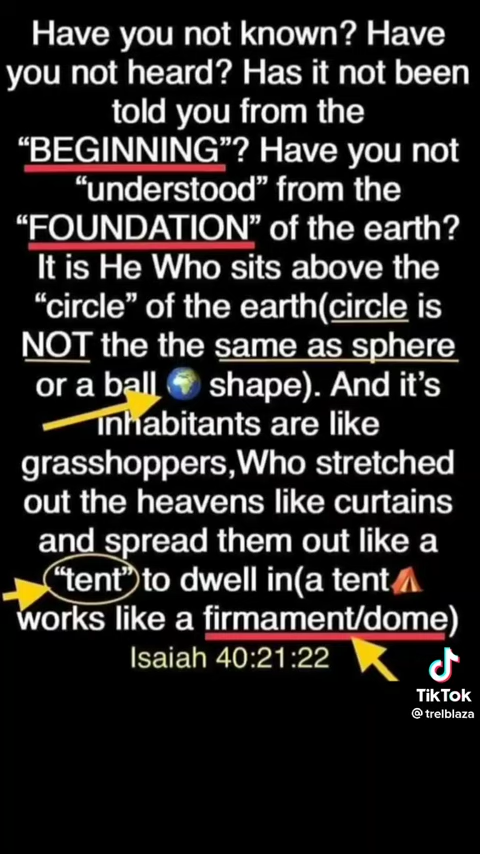 Have you not known? Have
you not heard? Has it not been
told you from the
“BEGINNING”? Have you not
“understood” from the
“FOUNDATION” of the earth?
It is He Who sits above the
“circle” of the earth(circle is
NOT the the same as sphere
or a ball 🌍 shape). And it’s
inhabitants are like
grasshoppers,Who stretched
out the heavens like curtains
and spread them out like a
“tent” to dwell in(a tent⛺
works like a firmament/dome)
Isaiah 40:21:22
TikTok
@trelblaza